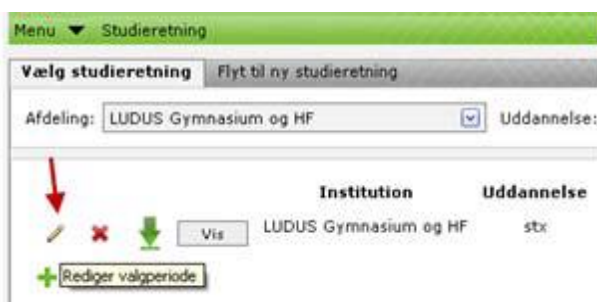 Menu Studieretning
Vælg studieretning Flyt til ny studieretning
Afdeling: LUDUS Gymnasium og HF Uddannelse:
Institution Uddannelse
Vis LUDUS Gymnasium og HF stx
Rediger valgperiode